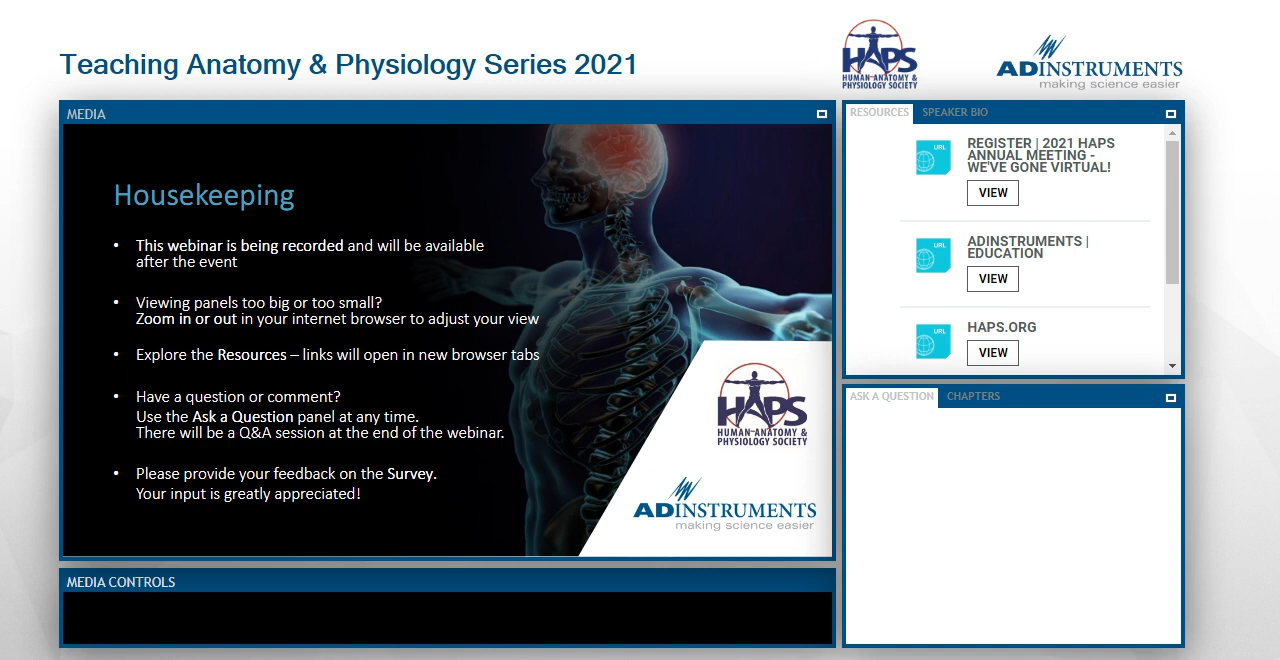 Teaching Anatomy & Physiology Series 2021
HAPS
HUMAN ANATOMY &
PHYSIOLOGY SOCIETY
ADINSTRUMENTS
making science easier
MEDIA
Housekeeping
• This webinar is being recorded and will be available
after the event
• Viewing panels too big or too small?
Zoom in or out in your internet browser to adjust your view
• Explore the Resources – links will open in new browser tabs
• Have a question or comment?
Use the Ask a Question panel at any time.
There will be a Q&A session at the end of the webinar.
• Please provide your feedback on the Survey.
Your input is greatly appreciated!
HAPS
HUMAN ANATOMY &
PHYSIOLOGY SOCIETY
ADINSTRUMENTS
making science easier
MEDIA CONTROLS
RESOURCES SPEAKER BIO
URL
REGISTER | 2021 HAPS
ANNUAL MEETING -
WE'VE GONE VIRTUAL!
VIEW
URL
ADINSTRUMENTS |
EDUCATION
VIEW
URL
HAPS.ORG
VIEW
ASK A QUESTION CHAPTERS